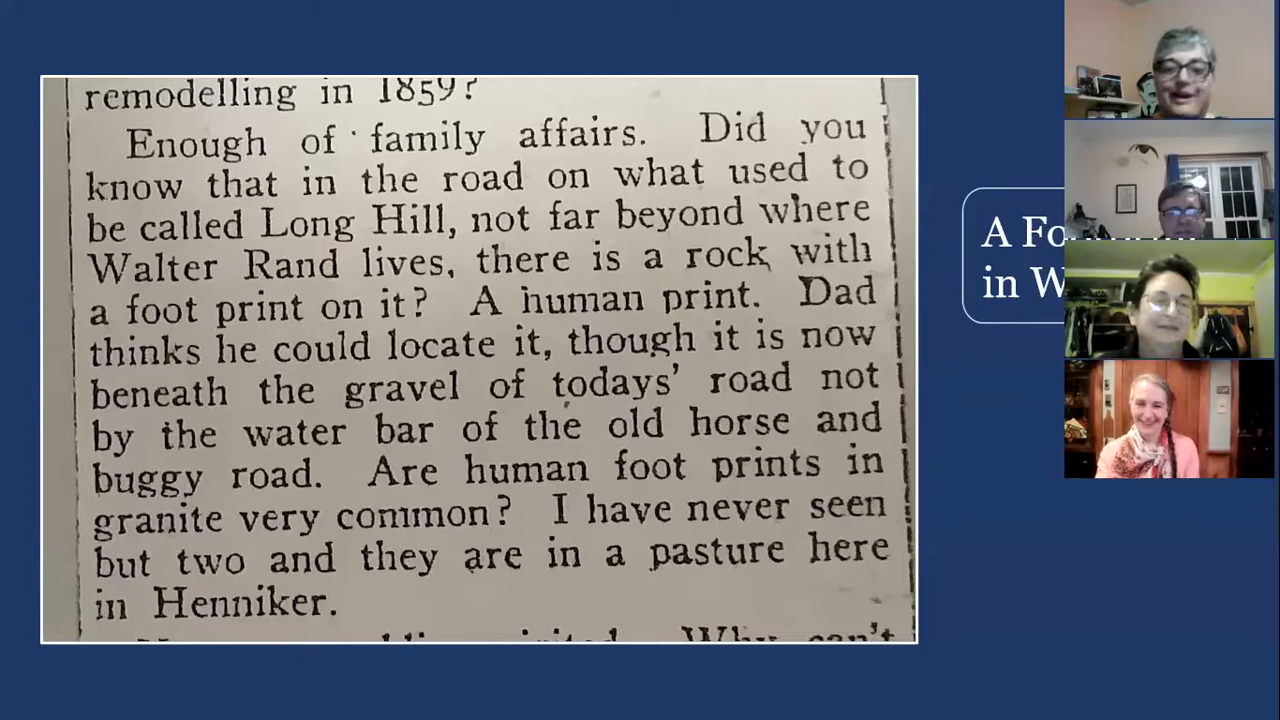 remodelling in 1859?
Enough of family affairs. Did you
know that in the road on what used to
be called Long Hill, not far beyond where
Walter Rand lives, there is a rock with
a foot print on it? A human print. Dad
thinks he could locate it, though it is now
beneath the gravel of todays' road not
by the water bar of the old horse and
buggy road. Are human foot prints in
granite very common? I have never seen
but two and they are in a pasture here
in Henniker.
Why can't
A
in